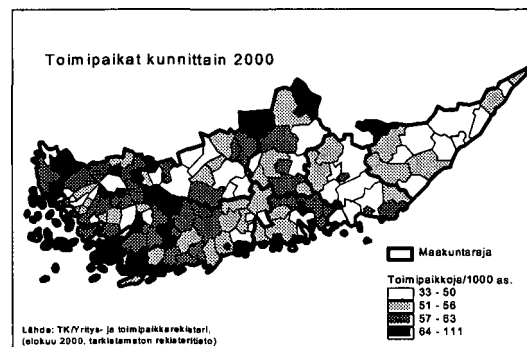 Toimipaikat kunnittain 2000
Maakuntaraja
Toimipaikkoja/1000 as.
33 - 50
51 - 56
57 - 63
64 - 111
Lähde: TK/Yritys- ja toimipaikkarekisteri,
(elokuu 2000, tarkistamaton rekisteritieto)